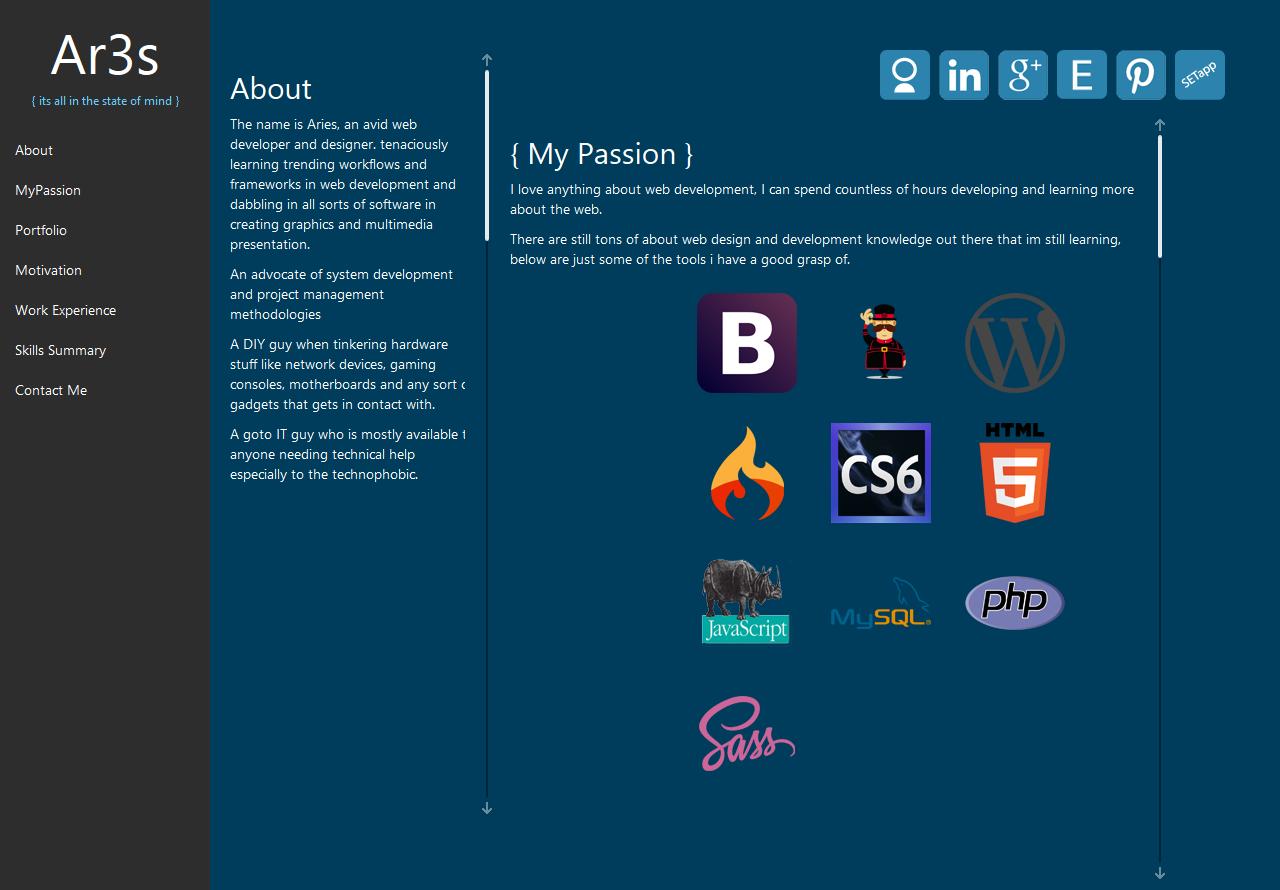 Ar3s
{ its all in the state of mind }
About
MyPassion
Portfolio
Motivation
Work Experience
Skills Summary
Contact Me
About
The name is Aries, an avid web
developer and designer. tenaciously
learning trending workflows and
frameworks in web development and
dabbling in all sorts of software in
creating graphics and multimedia
presentation.
An advocate of system development
and project management
methodologies
A DIY guy when tinkering hardware
stuff like network devices, gaming
consoles, motherboards and any sort
gadgets that gets in contact with.
A goto IT guy who is mostly available
anyone needing technical help
especially to the technophobic.
in g+ E P SETapp
{ My Passion }
I love anything about web development, I can spend countless of hours developing and learning more
about the web.
There are still tons of about web design and development knowledge out there that im still learning,
below are just some of the tools i have a good grasp of.
B W
CS6 HTML 5
JavaScript MySQL® php
Sass